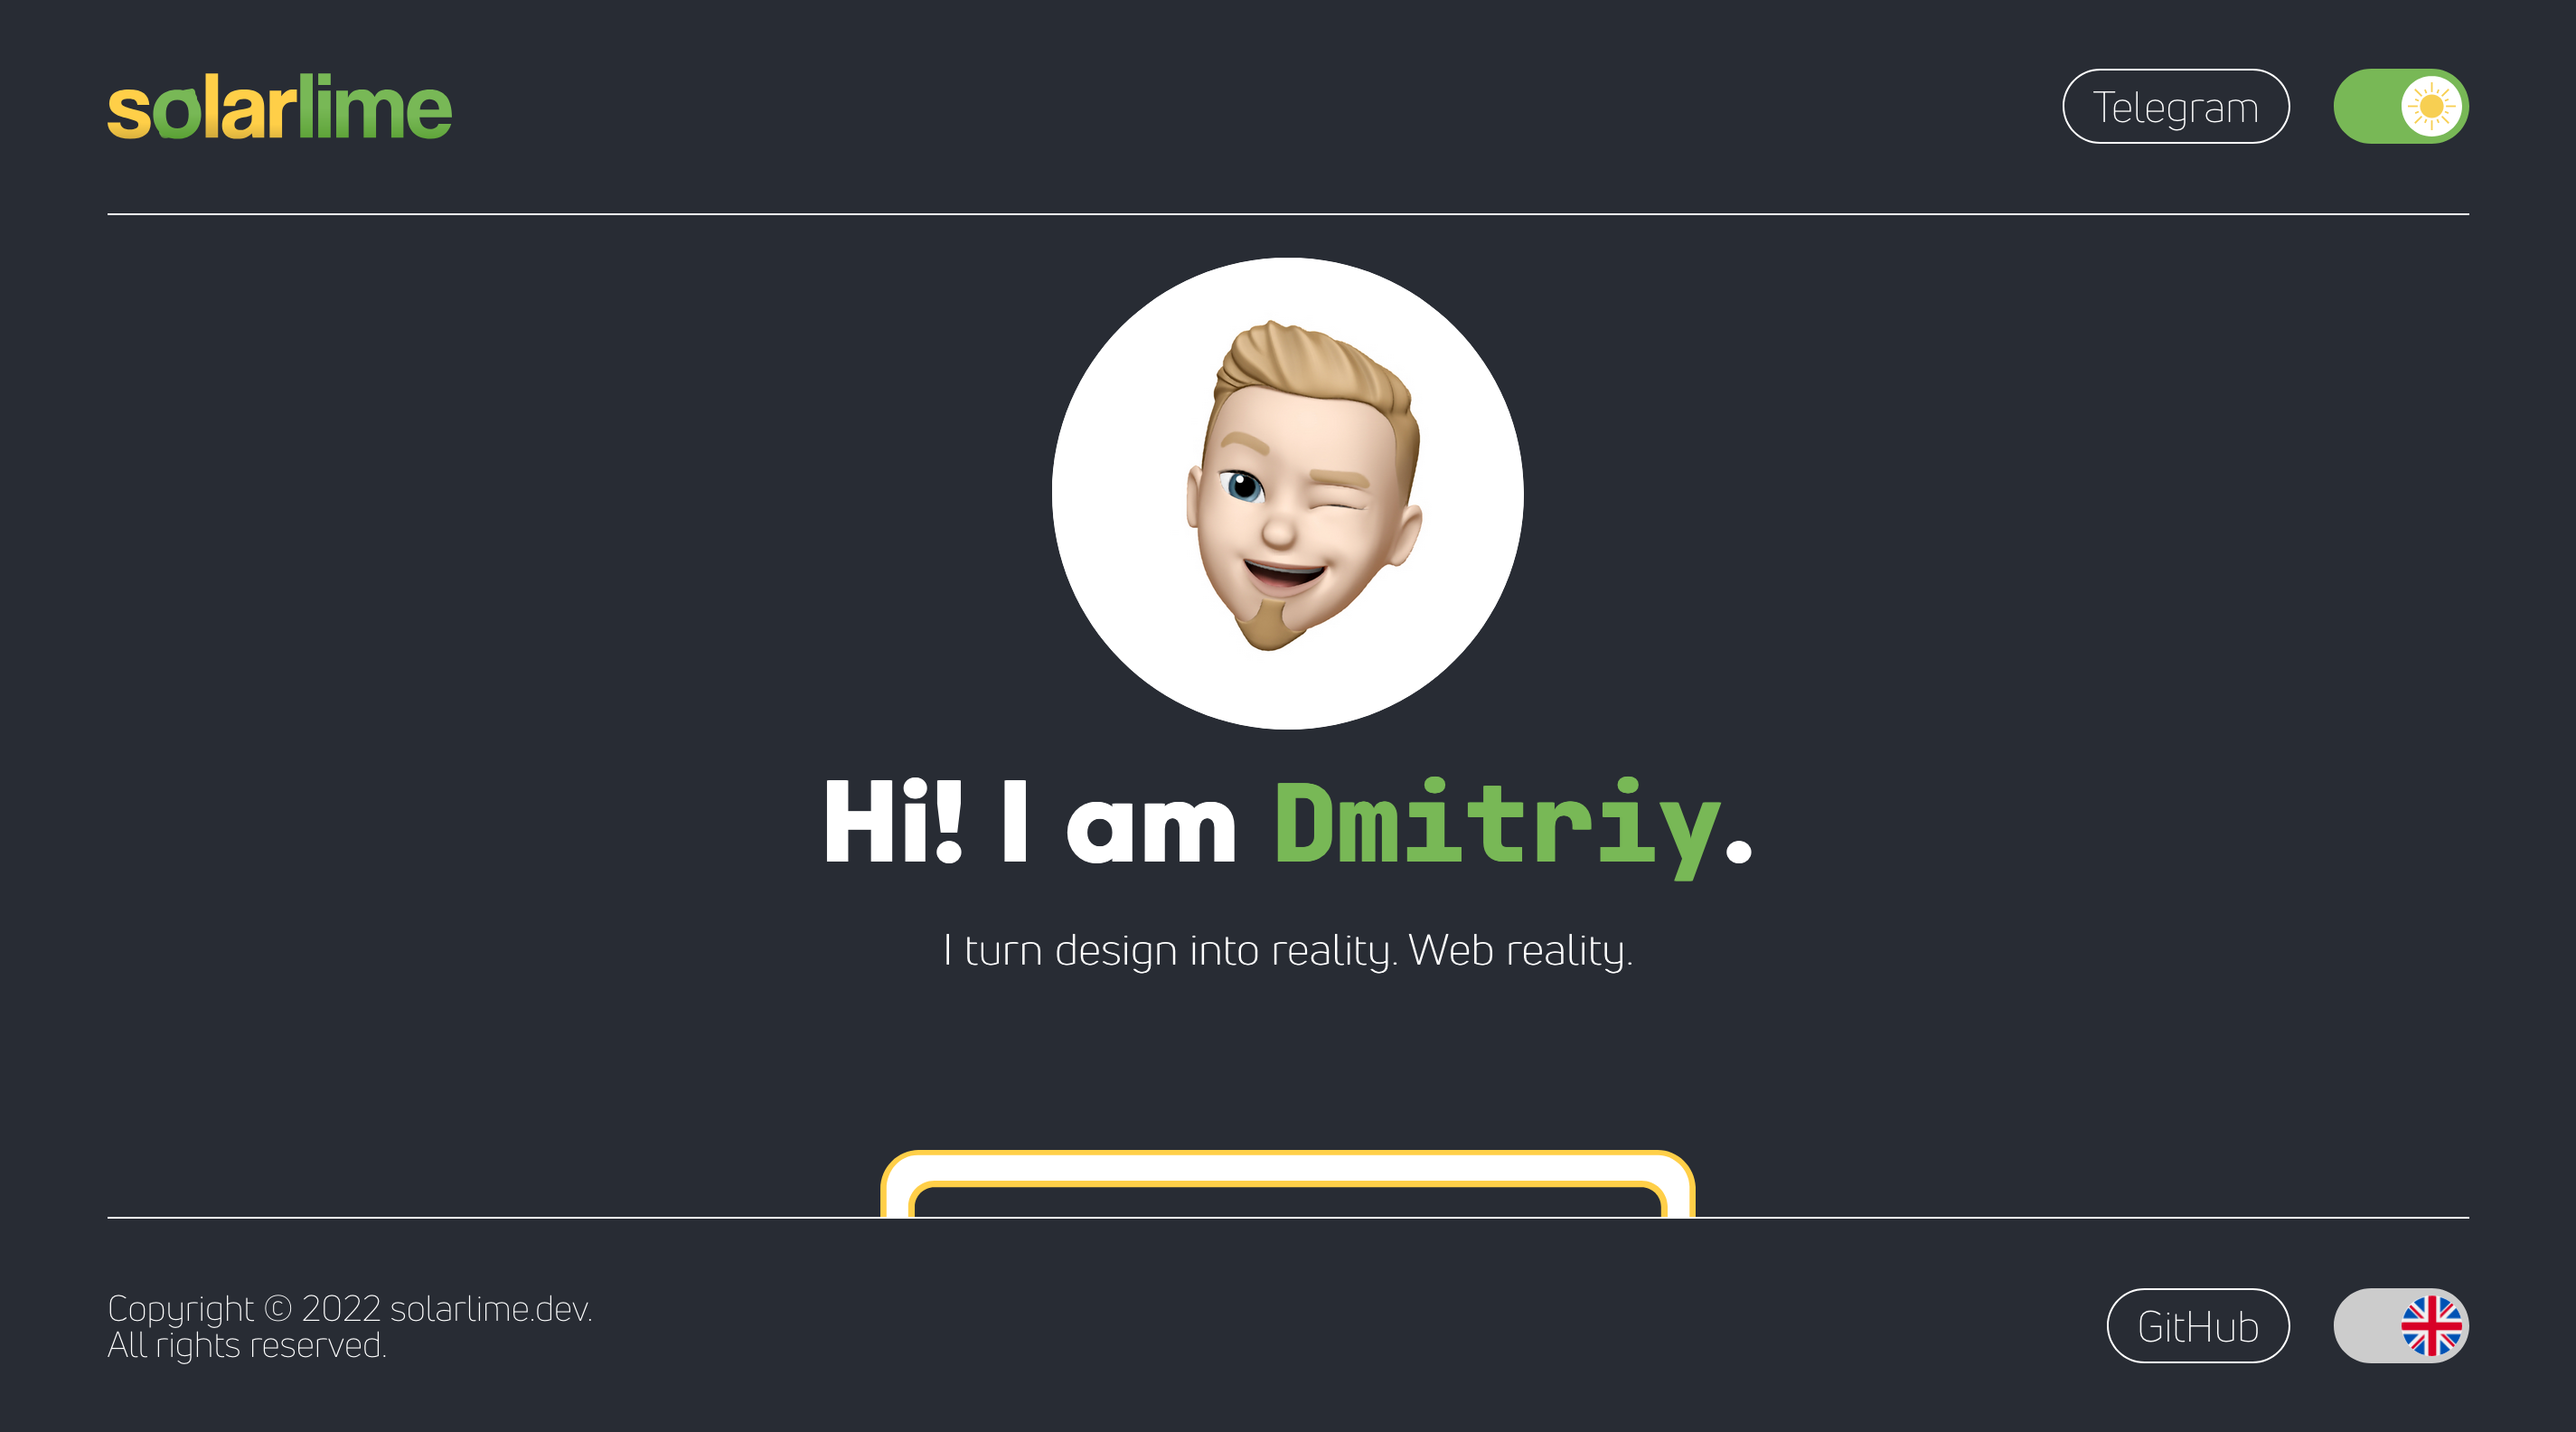 solarlime
Telegram
Hi! I am Dmitriy.
I turn design into reality. Web reality.
Copyright © 2022 solarlime.dev.
All rights reserved.
GitHub